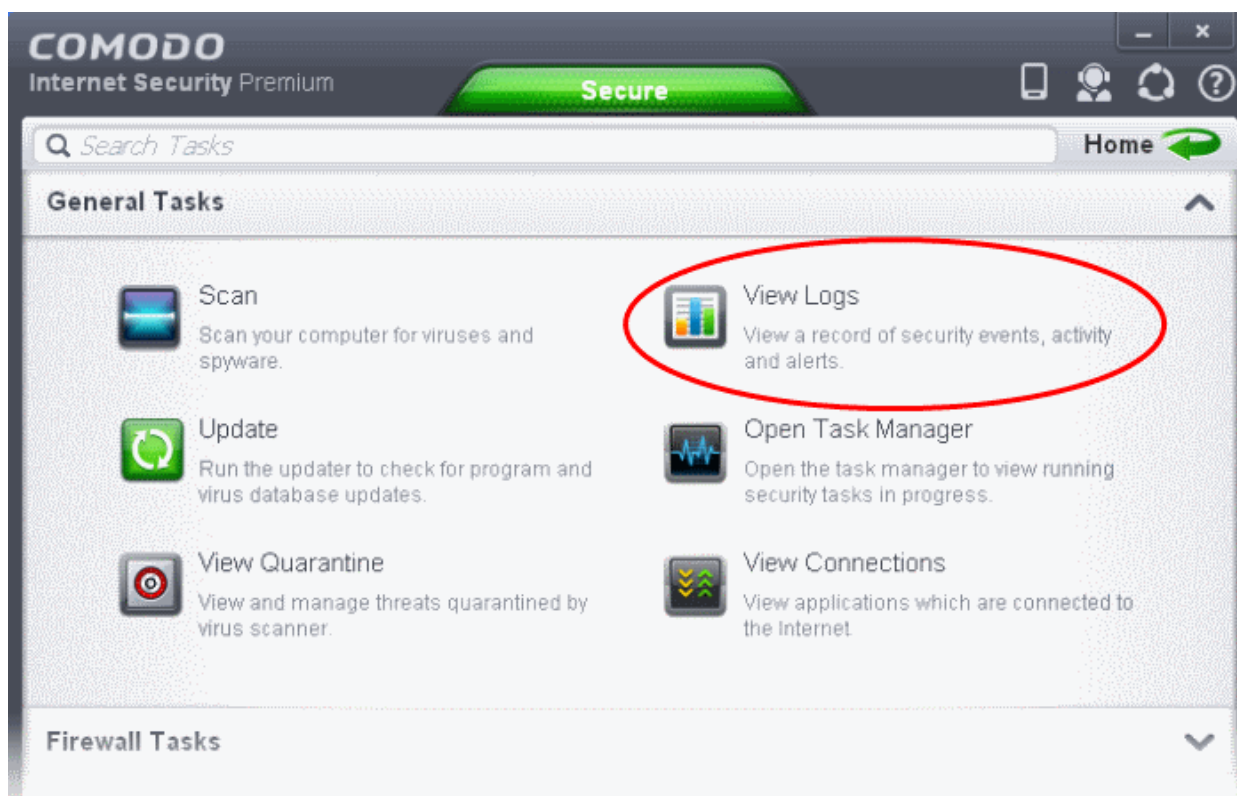 COMODO
Internet Security Premium
Secure
Search Tasks
Home
General Tasks
Scan
Scan your computer for viruses and
spyware.
View Logs
View a record of security events, activity
and alerts.
Update
Run the updater to check for program and
virus database updates.
Open Task Manager
Open the task manager to view running
security tasks in progress.
View Quarantine
View and manage threats quarantined by
virus scanner.
View Connections
View applications which are connected to
the Internet
Firewall Tasks